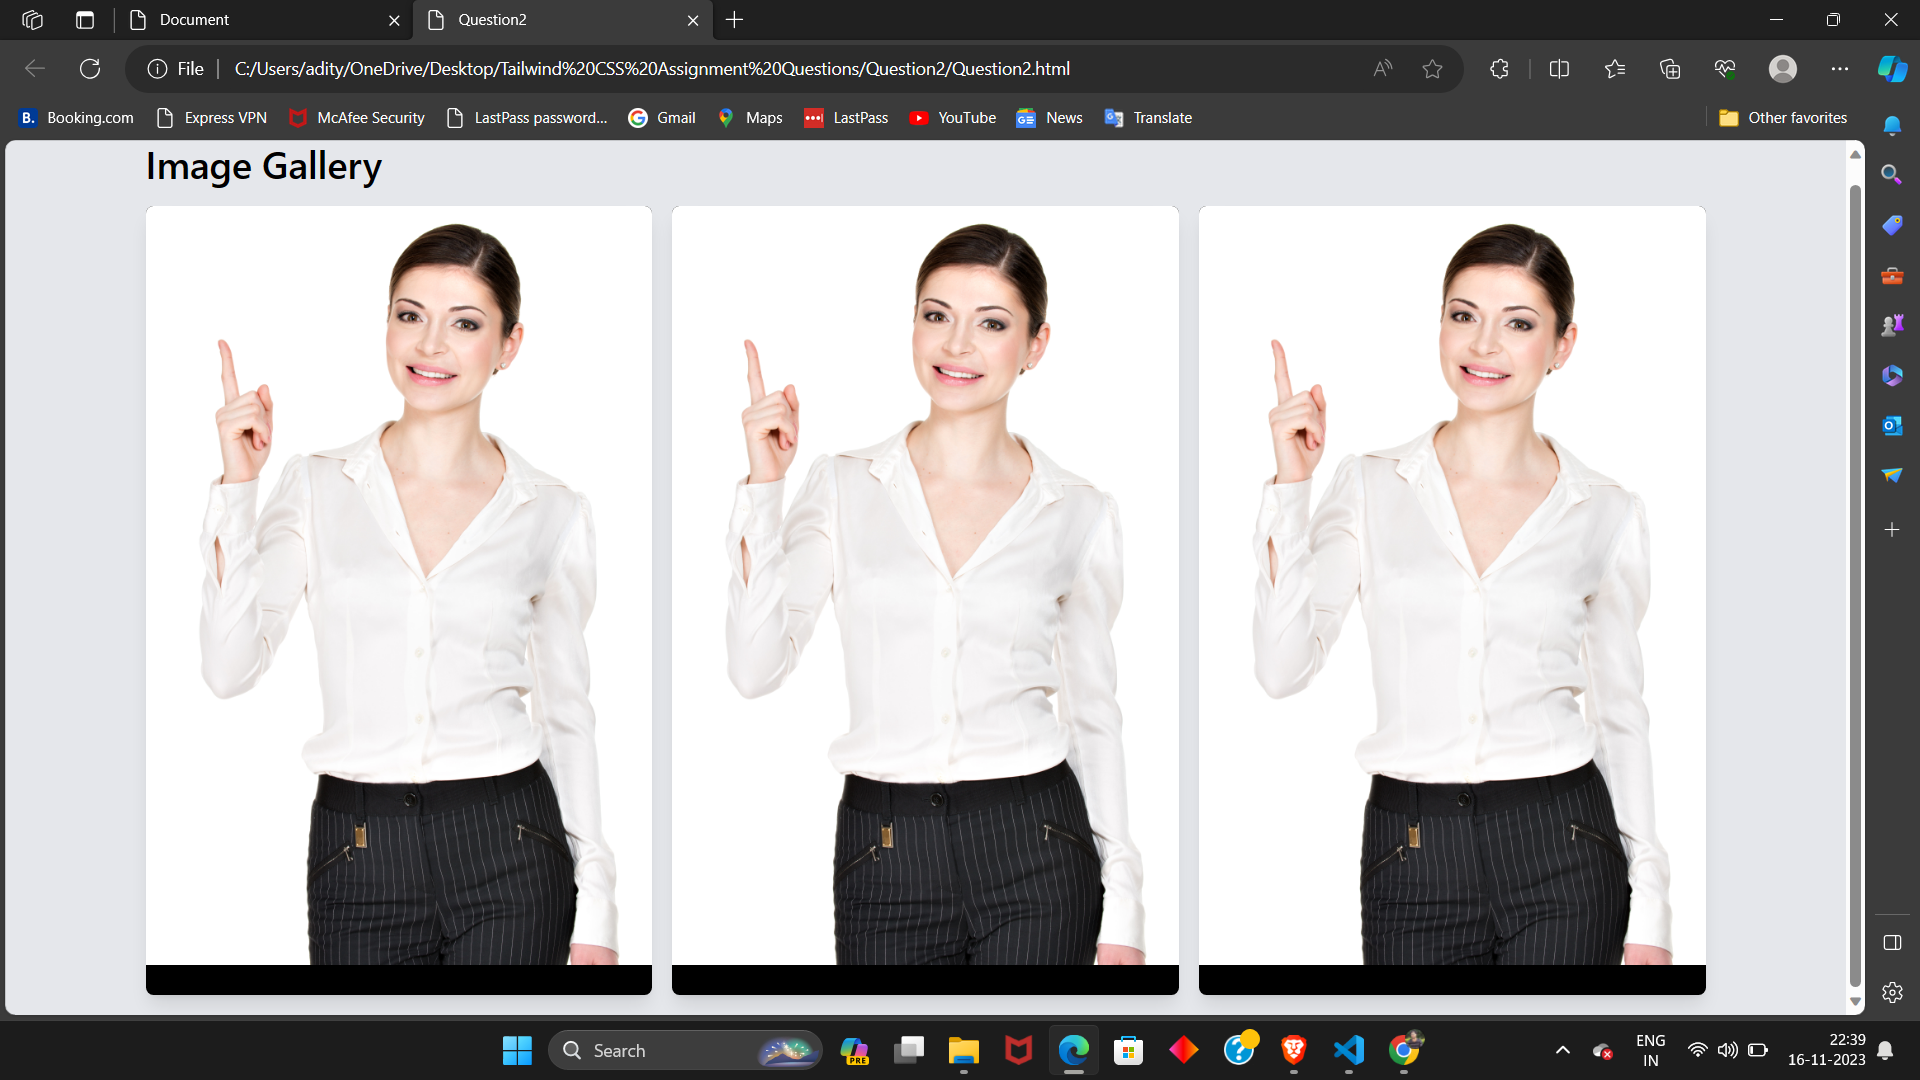 Document
Question2
File
C:/Users/adity/OneDrive/Desktop/Tailwind%20CSS%20Assignment%20Questions/Question2/Question2.html
B. Booking.com
Express VPN
McAfee Security
LastPass password...
Gmail
Maps
LastPass
YouTube
News
Translate
Other favorites
Image Gallery
Search
PRE
ENG
IN
22:39
16-11-2023